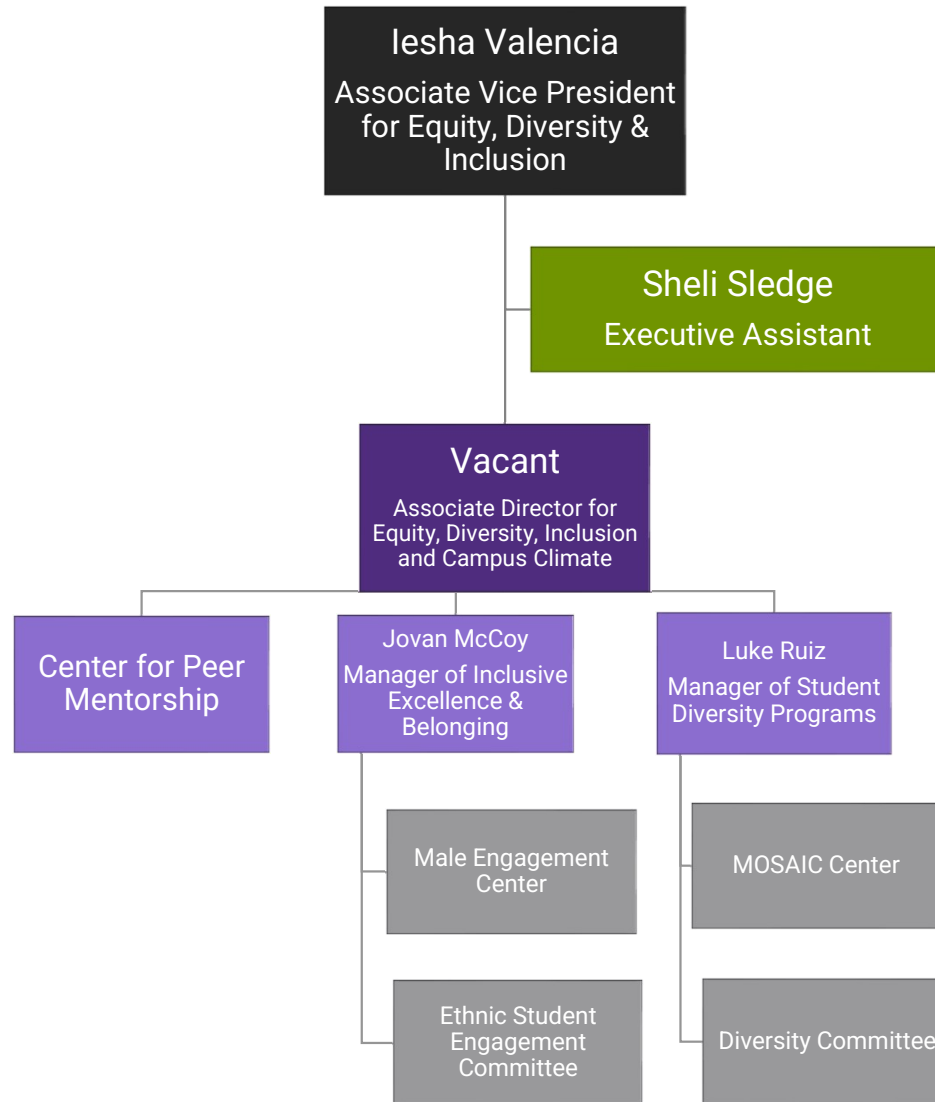 Iesha Valencia
Associate Vice President
for Equity, Diversity &
Inclusion
Sheli Sledge
Executive Assistant
Vacant
Associate Director for
Equity, Diversity, Inclusion
and Campus Climate
Center for Peer
Mentorship
Jovan McCoy
Manager of Inclusive
Excellence &
Belonging
Luke Ruiz
Manager of Student
Diversity Programs
Male Engagement
Center
Ethnic Student
Engagement
Committee
MOSAIC Center
Diversity Committee